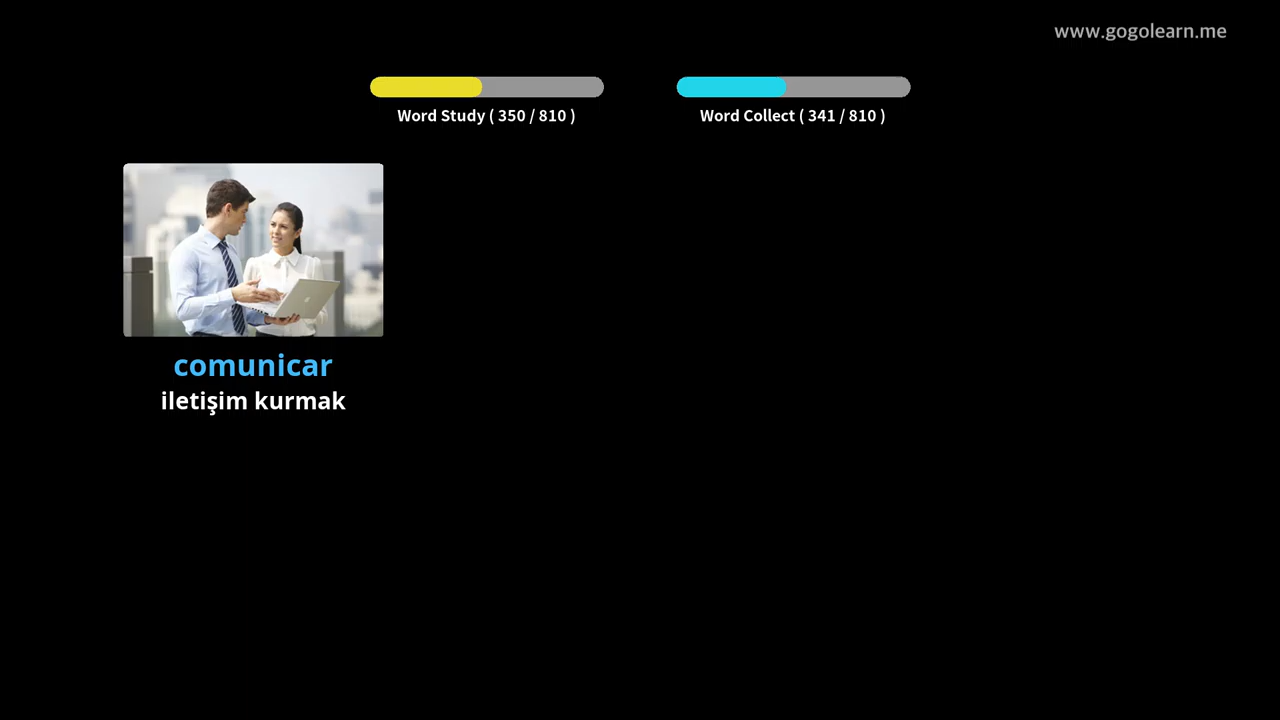 www.gogolearn.me
Word Study ( 350 / 810 )
Word Collect ( 341 / 810 )
comunicar
iletişim kurmak